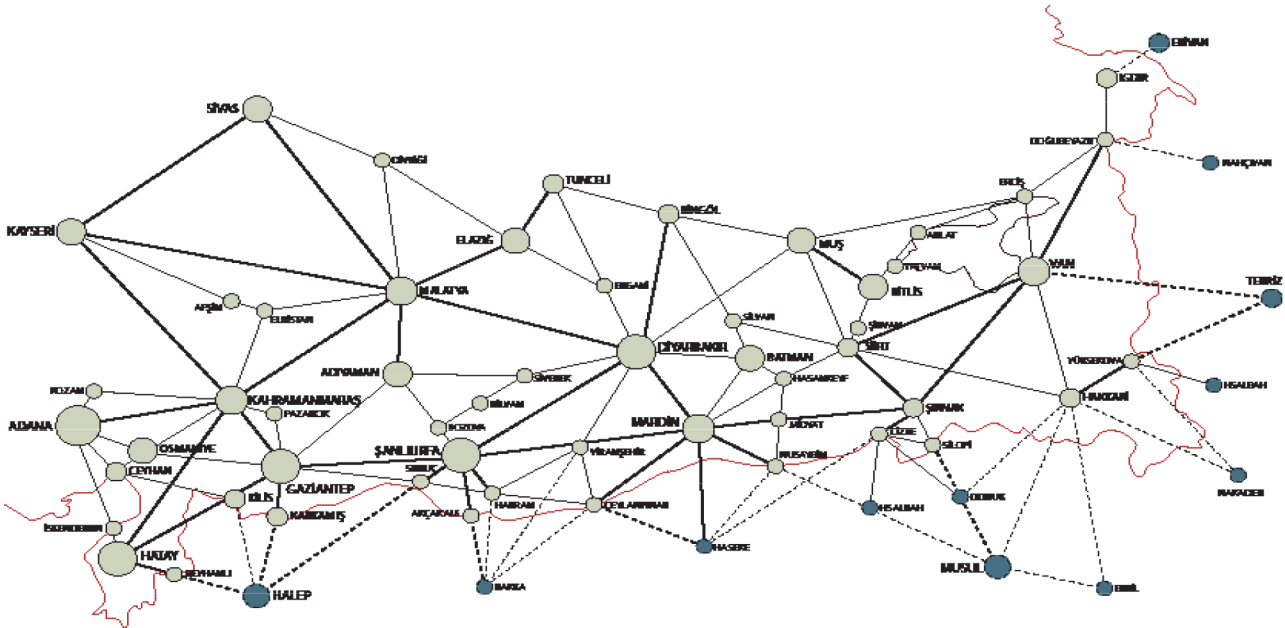 ERİVAN
IĞDIR
SİVAS
DOĞUBEYAZIT
NAHÇIVAN
DİVRİĞİ
TUNCELİ
ERCİŞ
BİNGÖL
KAYSERİ
ELAZIĞ
MUŞ
AHLAT
TATVAN
VAN
TEBRİZ
MALATYA
ERGANİ
BİTLİS
AFŞİN
ELBİSTAN
SİLVAN
ŞİRVAN
DİYARBAKIR
BATMAN
SİİRT
YÜKSEKOVA
ADIYAMAN
SİVEREK
HASANKEYF
KOZAN
HİLVAN
HAKKARİ
KAHRAMANMARAŞ
PAZARCIK
ŞIRNAK
ADANA
BOZOVA
MARDİN
MİDYAT
CİZRE
OSMANİYE
SİLOPİ
ŞANLIURFA
VİRANŞEHİR
CEYHAN
SURUÇ
NUSAYBİN
GAZİANTEP
KİLİS
HARRAN
CEYLANPINAR
DOHUK
KARKAMIŞ
AKÇAKALE
İSKENDERUN
HASEKE
HATAY
MUSUL
REYHANLI
HALEP
RAKKA